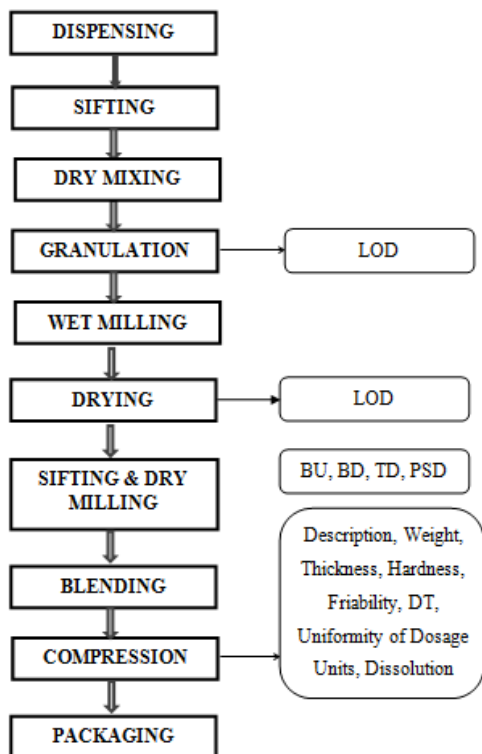 DISPENSING
SIFTING
DRY MIXING
GRANULATION
LOD
WET MILLING
DRYING
LOD
SIFTING & DRY
MILLING
BU, BD, TD, PSD
BLENDING
COMPRESSION
Description, Weight,
Thickness, Hardness,
Friability, DT,
Uniformity of Dosage
Units, Dissolution
PACKAGING